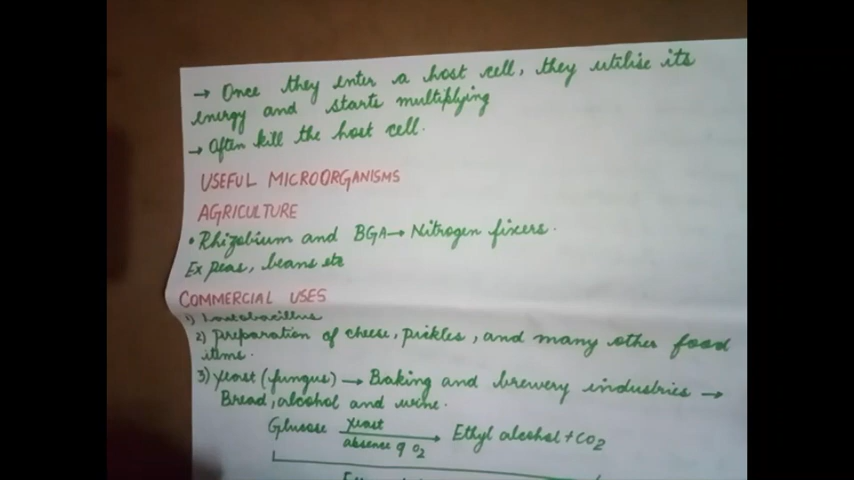 → Once they enter a host cell, they utilise its
energy and starts multiplying
→ Often kill the host cell.
USEFUL MICROORGANISMS
AGRICULTURE
• Rhizobium and BGA → Nitrogen fixers.
Ex peas, beans etc
COMMERCIAL USES
1) Lactobacillus
2) Preparation of cheese, pickles, and many other food
items.
3) Yeast (fungus) → Baking and brewery industries →
Bread, alcohol and wine.
Glucose yeast → Ethyl alcohol + CO2
absence of O2